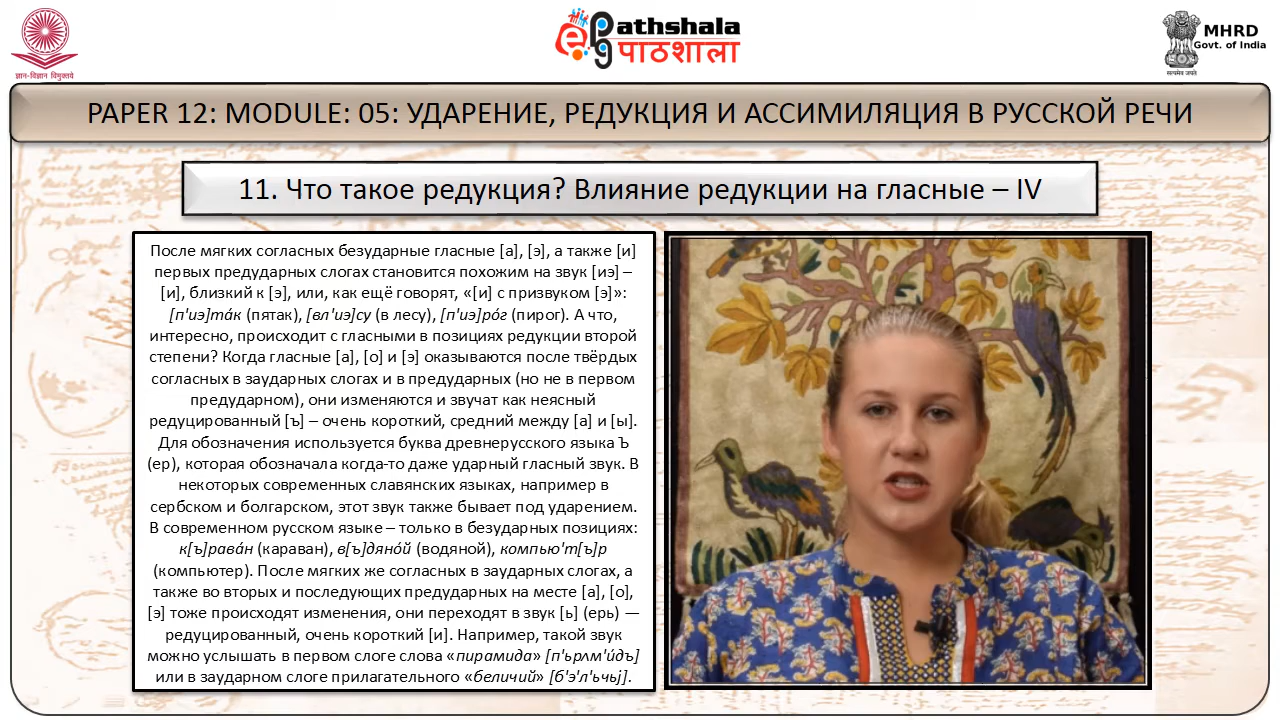 ज्ञान-विज्ञान विमुक्तये
ePathshala
पाठशाला
MHRD
Govt. of India
सत्यमेव जयते
PAPER 12: MODULE: 05: УДАРЕНИЕ, РЕДУКЦИЯ И АССИМИЛЯЦИЯ В РУССКОЙ РЕЧИ
11. Что такое редукция? Влияние редукции на гласные – IV
После мягких согласных безударные гласные [а], [э], а также [и]
первых предударных слогах становится похожим на звук [иэ] –
[и], близкий к [э], или, как ещё говорят, «[и] с призвуком [э]»:
[п'иэ]та́к (пятак), [вл'иэ]су (в лесу), [п'иэ]ро́г (пирог). А что,
интересно, происходит с гласными в позициях редукции второй
степени? Когда гласные [а], [о] и [э] оказываются после твёрдых
согласных в заударных слогах и в предударных (но не в первом
предударном), они изменяются и звучат как неясный
редуцированный [ъ] – очень короткий, средний между [а] и [ы].
Для обозначения используется буква древнерусского языка Ъ
(ер), которая обозначала когда-то даже ударный гласный звук. В
некоторых современных славянских языках, например в
сербском и болгарском, этот звук также бывает под ударением.
В современном русском языке – только в безударных позициях:
к[ъ]рава́н (караван), в[ъ]дяно́й (водяной), компью'т[ъ]р
(компьютер). После мягких же согласных в заударных слогах, а
также во вторых и последующих предударных на месте [а], [о],
[э] тоже происходят изменения, они переходят в звук [ь] (ерь) —
редуцированный, очень короткий [и]. Например, такой звук
можно услышать в первом слоге слова «пирамида» [п'ьрлм'и́дъ]
или в заударном слоге прилагательного «беличий» [б'э'л'ьчьј].